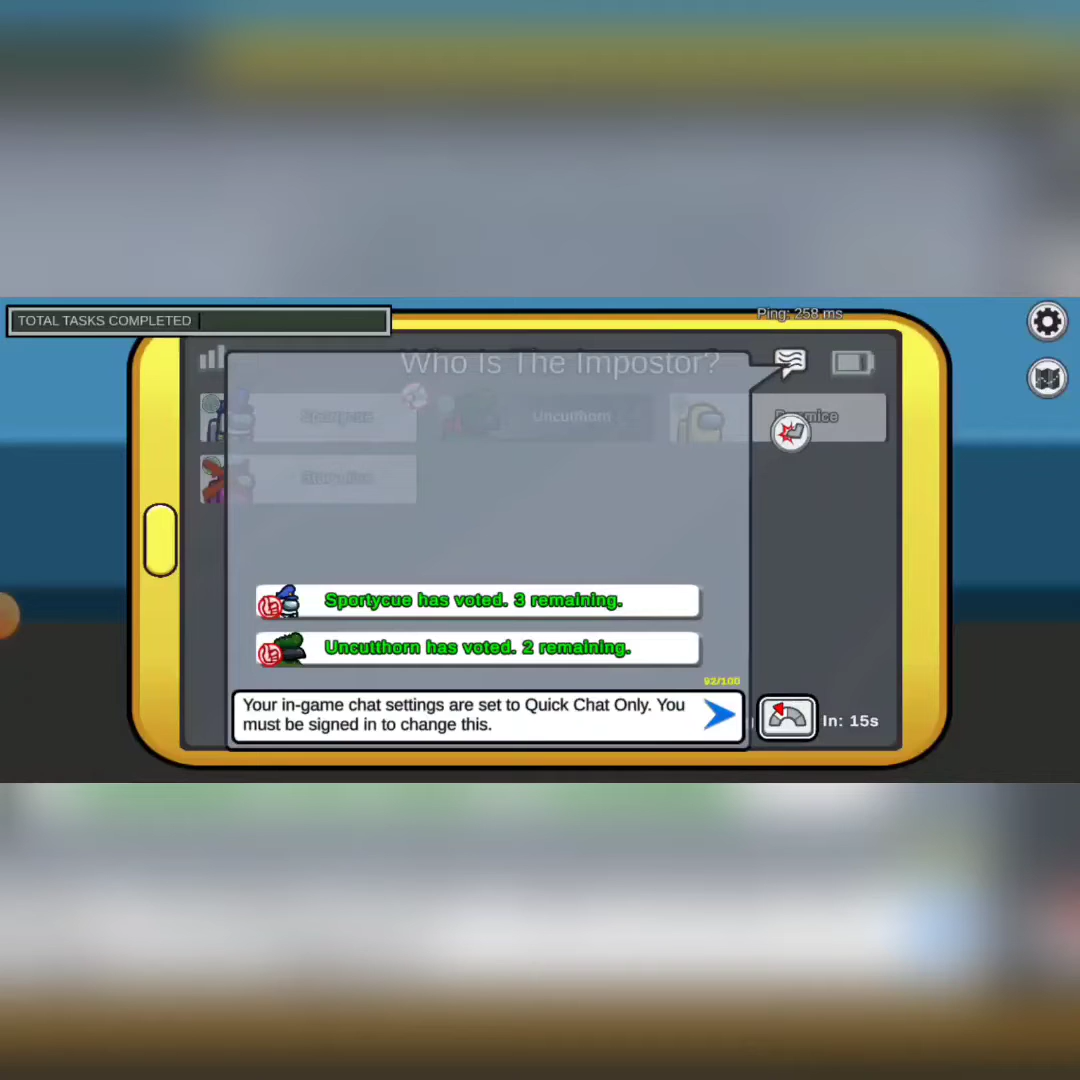 TOTAL TASKS COMPLETED
Ping: 258 ms
Who Is The Impostor?
Sportycue
Uncutthorn
Sportycue has voted. 3 remaining.
Uncutthorn has voted. 2 remaining.
92/100
Your in-game chat settings are set to Quick Chat Only. You
must be signed in to change this.
In: 15s